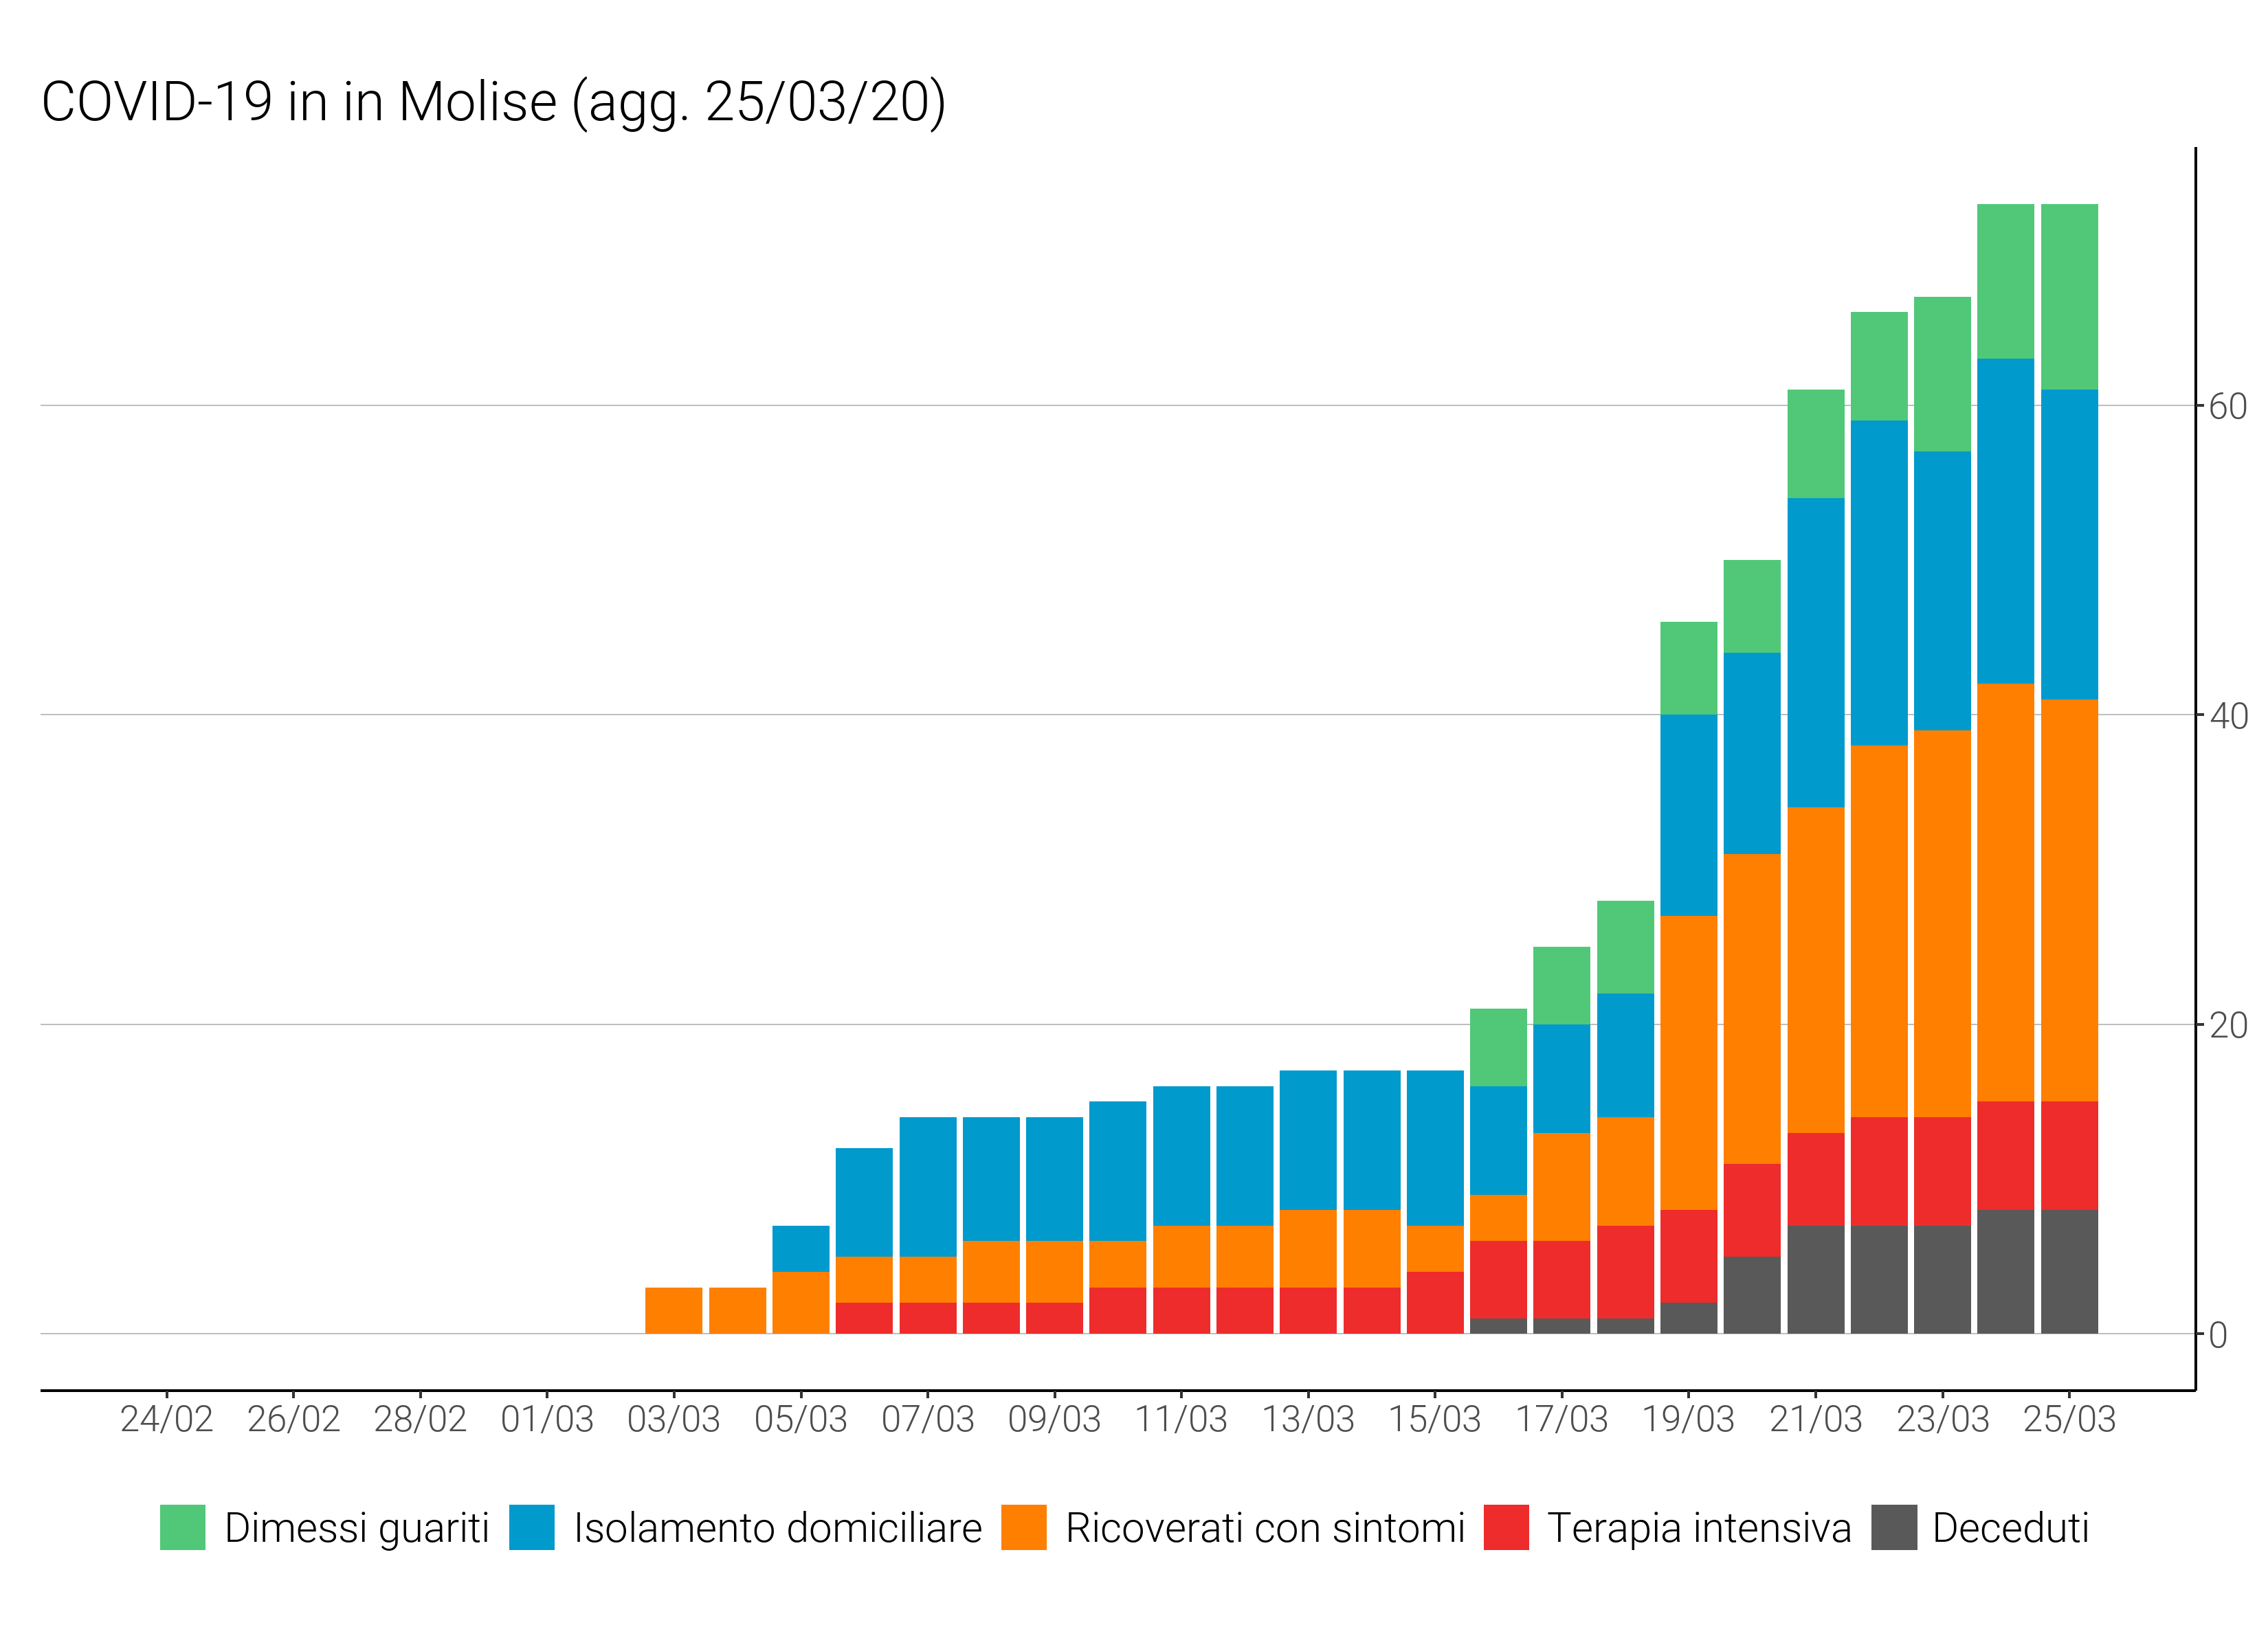 COVID-19 in in Molise (agg. 25/03/20)
60
40
20
0
24/02 26/02 28/02 01/03 03/03 05/03 07/03 09/03 11/03 13/03 15/03 17/03 19/03 21/03 23/03 25/03
Dimessi guariti Isolamento domiciliare Ricoverati con sintomi Terapia intensiva Deceduti